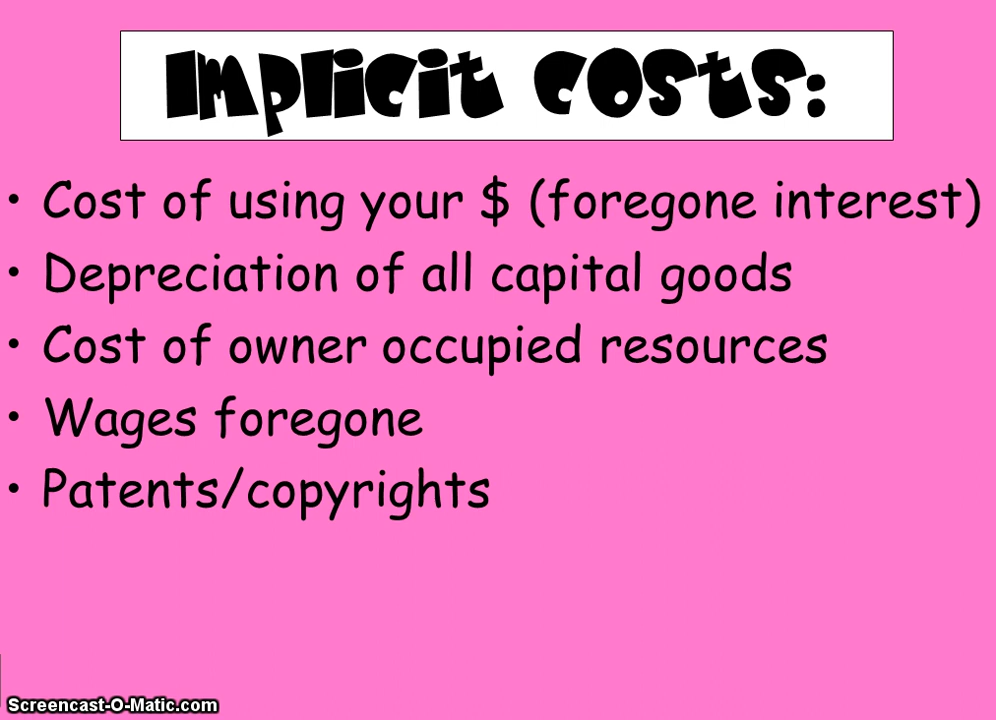 Implicit costs:
• Cost of using your $ (foregone interest)
• Depreciation of all capital goods
• Cost of owner occupied resources
• Wages foregone
• Patents/copyrights
Screencast-O-Matic.com